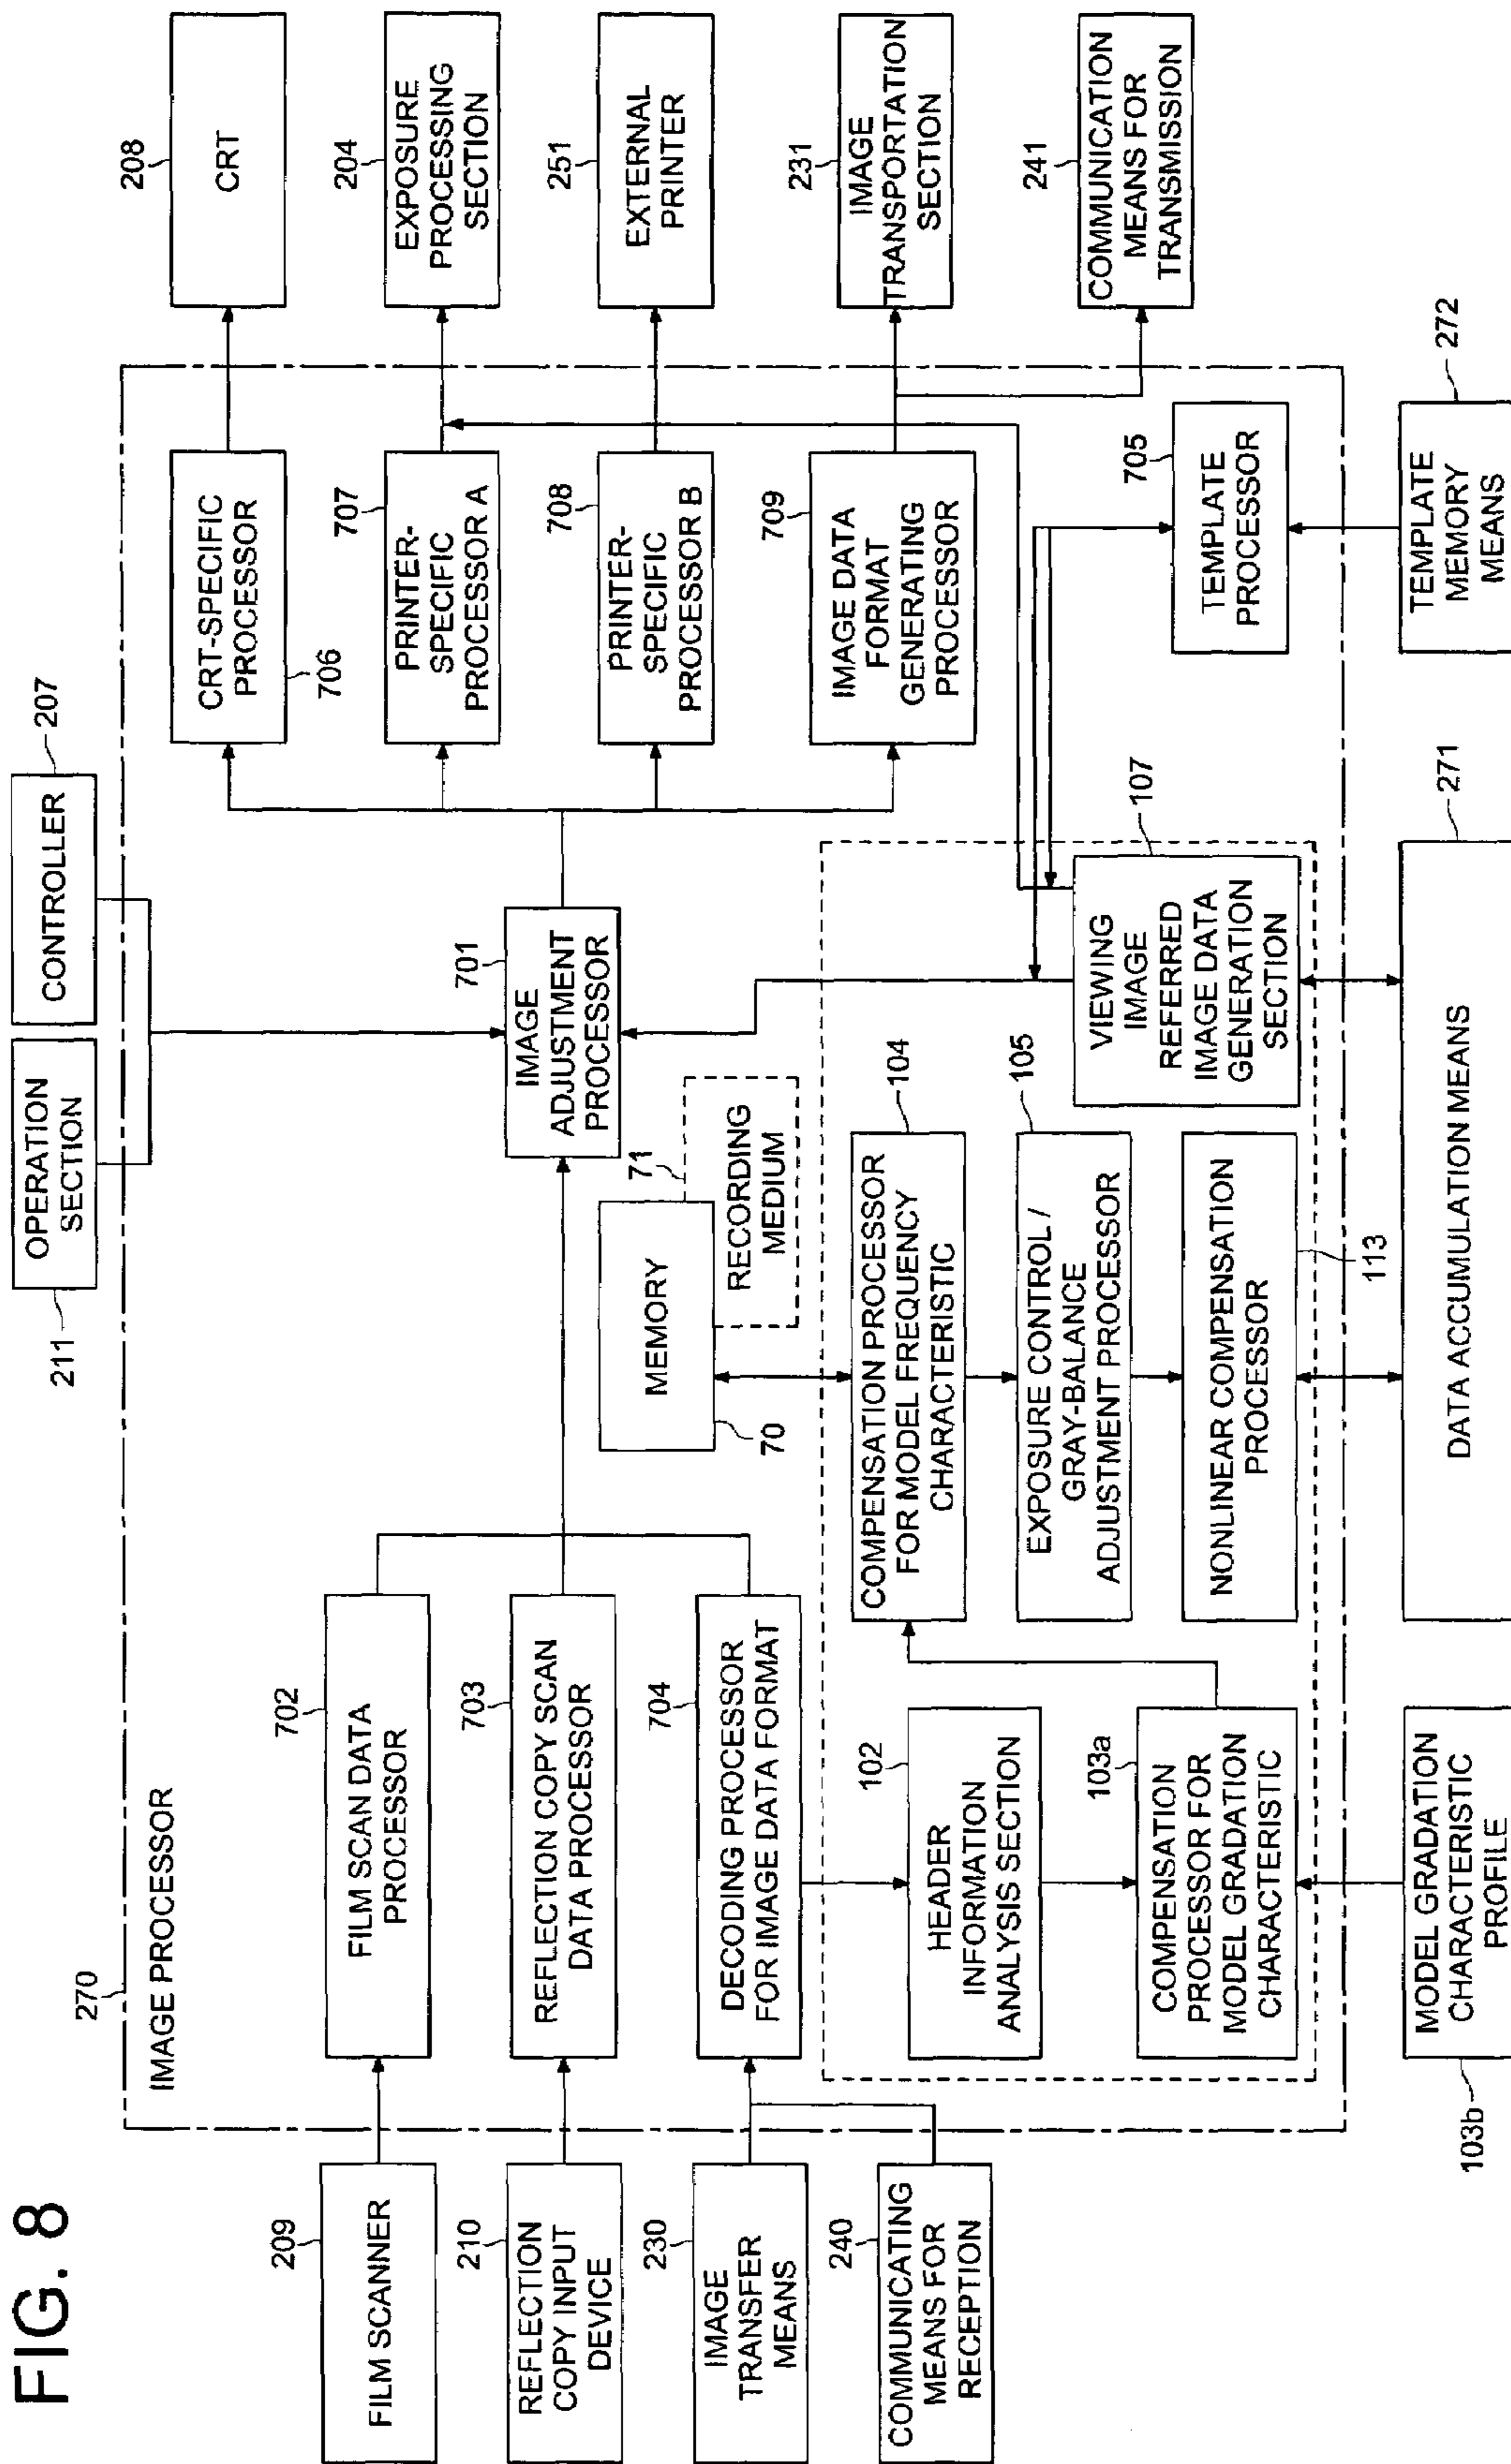 FIG. 8
211
OPERATION
SECTION
CONTROLLER
207
270
IMAGE PROCESSOR
209
FILM SCANNER
210
REFLECTION
COPY INPUT
DEVICE
230
IMAGE
TRANSFER
MEANS
240
COMMUNICATING
MEANS FOR
RECEPTION
702
FILM SCAN DATA
PROCESSOR
703
REFLECTION COPY SCAN
DATA PROCESSOR
704
DECODING PROCESSOR
FOR IMAGE DATA FORMAT
701
IMAGE
ADJUSTMENT
PROCESSOR
MEMORY
70
71
RECORDING
MEDIUM
CRT-SPECIFIC
PROCESSOR
706
707
PRINTER-
SPECIFIC
PROCESSOR A
708
PRINTER-
SPECIFIC
PROCESSOR B
709
IMAGE DATA
FORMAT
GENERATING
PROCESSOR
208
CRT
204
EXPOSURE
PROCESSING
SECTION
251
EXTERNAL
PRINTER
231
IMAGE
TRANSPORTATION
SECTION
241
COMMUNICATION
MEANS FOR
TRANSMISSION
102
HEADER
INFORMATION
ANALYSIS SECTION
103a
COMPENSATION
PROCESSOR FOR
MODEL GRADATION
CHARACTERISTIC
104
COMPENSATION PROCESSOR
FOR MODEL FREQUENCY
CHARACTERISTIC
105
EXPOSURE CONTROL /
GRAY-BALANCE
ADJUSTMENT PROCESSOR
NONLINEAR COMPENSATION
PROCESSOR
113
107
VIEWING
IMAGE
REFERRED
IMAGE DATA
GENERATION
SECTION
705
TEMPLATE
PROCESSOR
103b
MODEL GRADATION
CHARACTERISTIC
PROFILE
271
DATA ACCUMULATION MEANS
272
TEMPLATE
MEMORY
MEANS